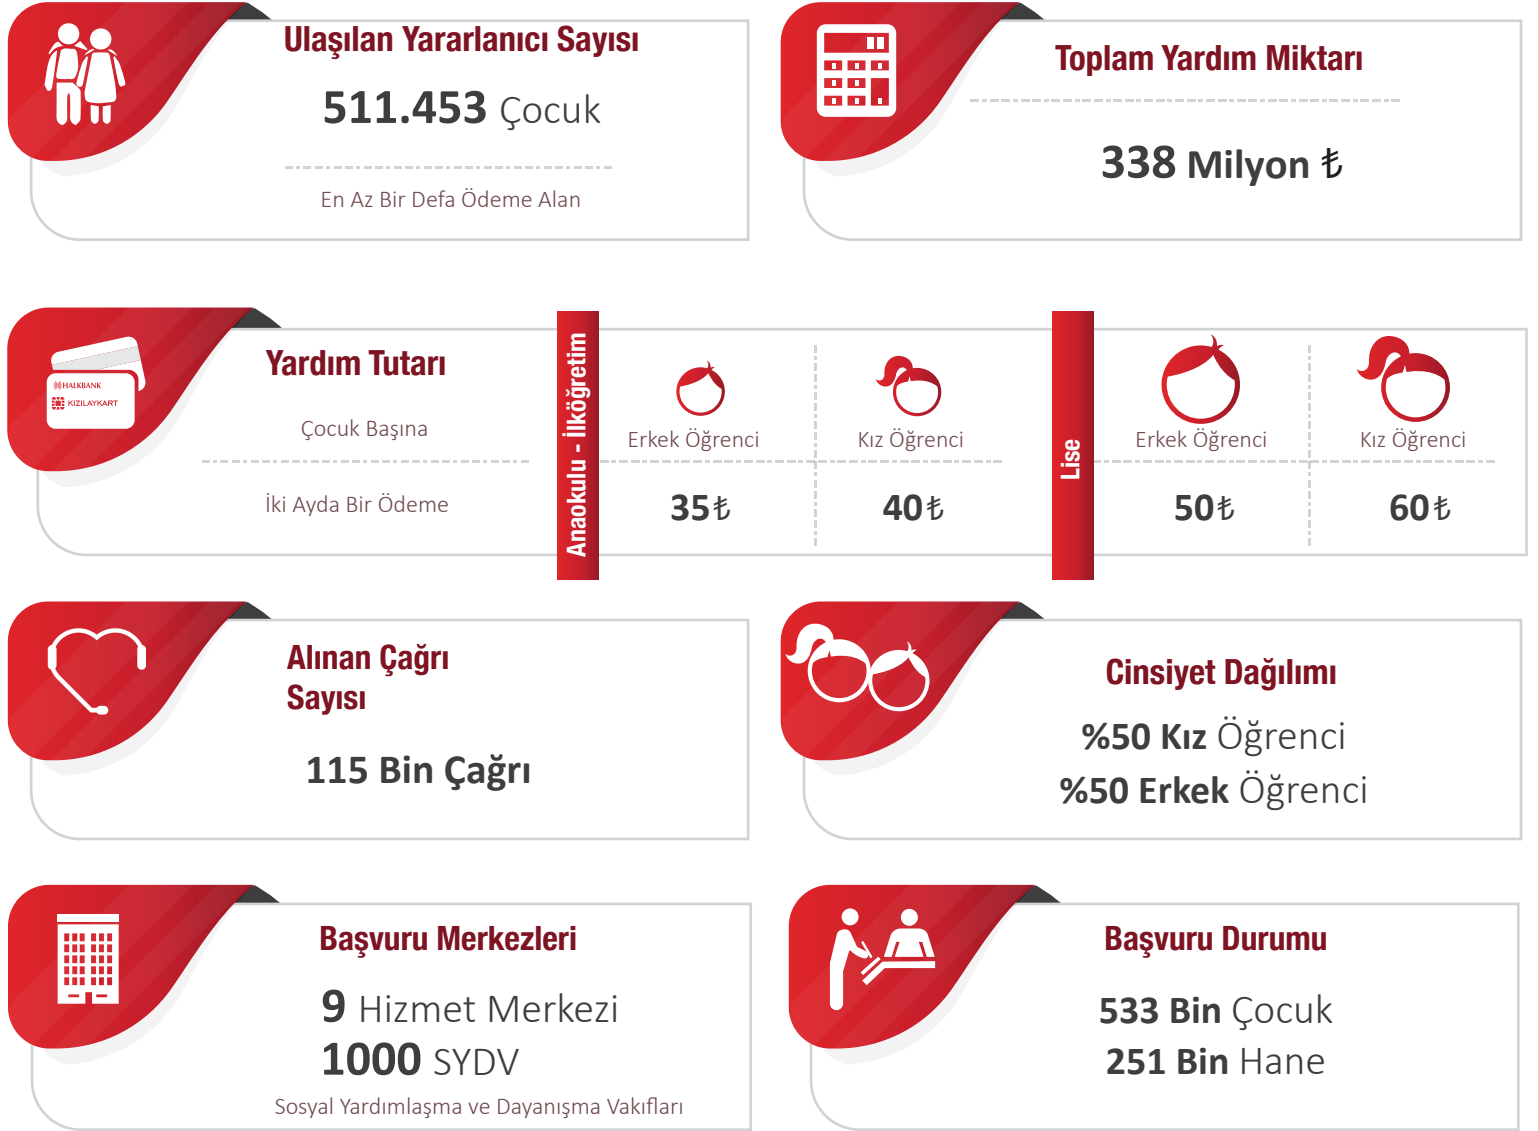 Ulaşılan Yararlanıcı Sayısı
511.453 Çocuk
En Az Bir Defa Ödeme Alan
Toplam Yardım Miktarı
338 Milyon ₺
HALKBANK
KIZILAYKART
Yardım Tutarı
Çocuk Başına
İki Ayda Bir Ödeme
Anaokulu - İlköğretim
Erkek Öğrenci
35₺
Kız Öğrenci
40₺
Lise
Erkek Öğrenci
50₺
Kız Öğrenci
60₺
Alınan Çağrı
Sayısı
115 Bin Çağrı
Cinsiyet Dağılımı
%50 Kız Öğrenci
%50 Erkek Öğrenci
Başvuru Merkezleri
9 Hizmet Merkezi
1000 SYDV
Sosyal Yardımlaşma ve Dayanışma Vakıfları
Başvuru Durumu
533 Bin Çocuk
251 Bin Hane